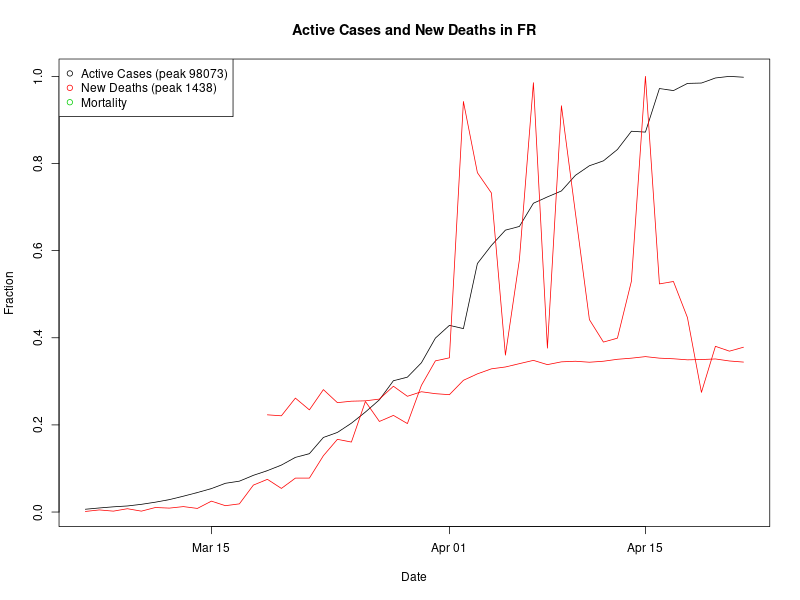 Active Cases and New Deaths in FR
Active Cases (peak 98073)
New Deaths (peak 1438)
Mortality
1.0
0.8
0.6
0.4
0.2
0.0
Fraction
Mar 15
Apr 01
Apr 15
Date